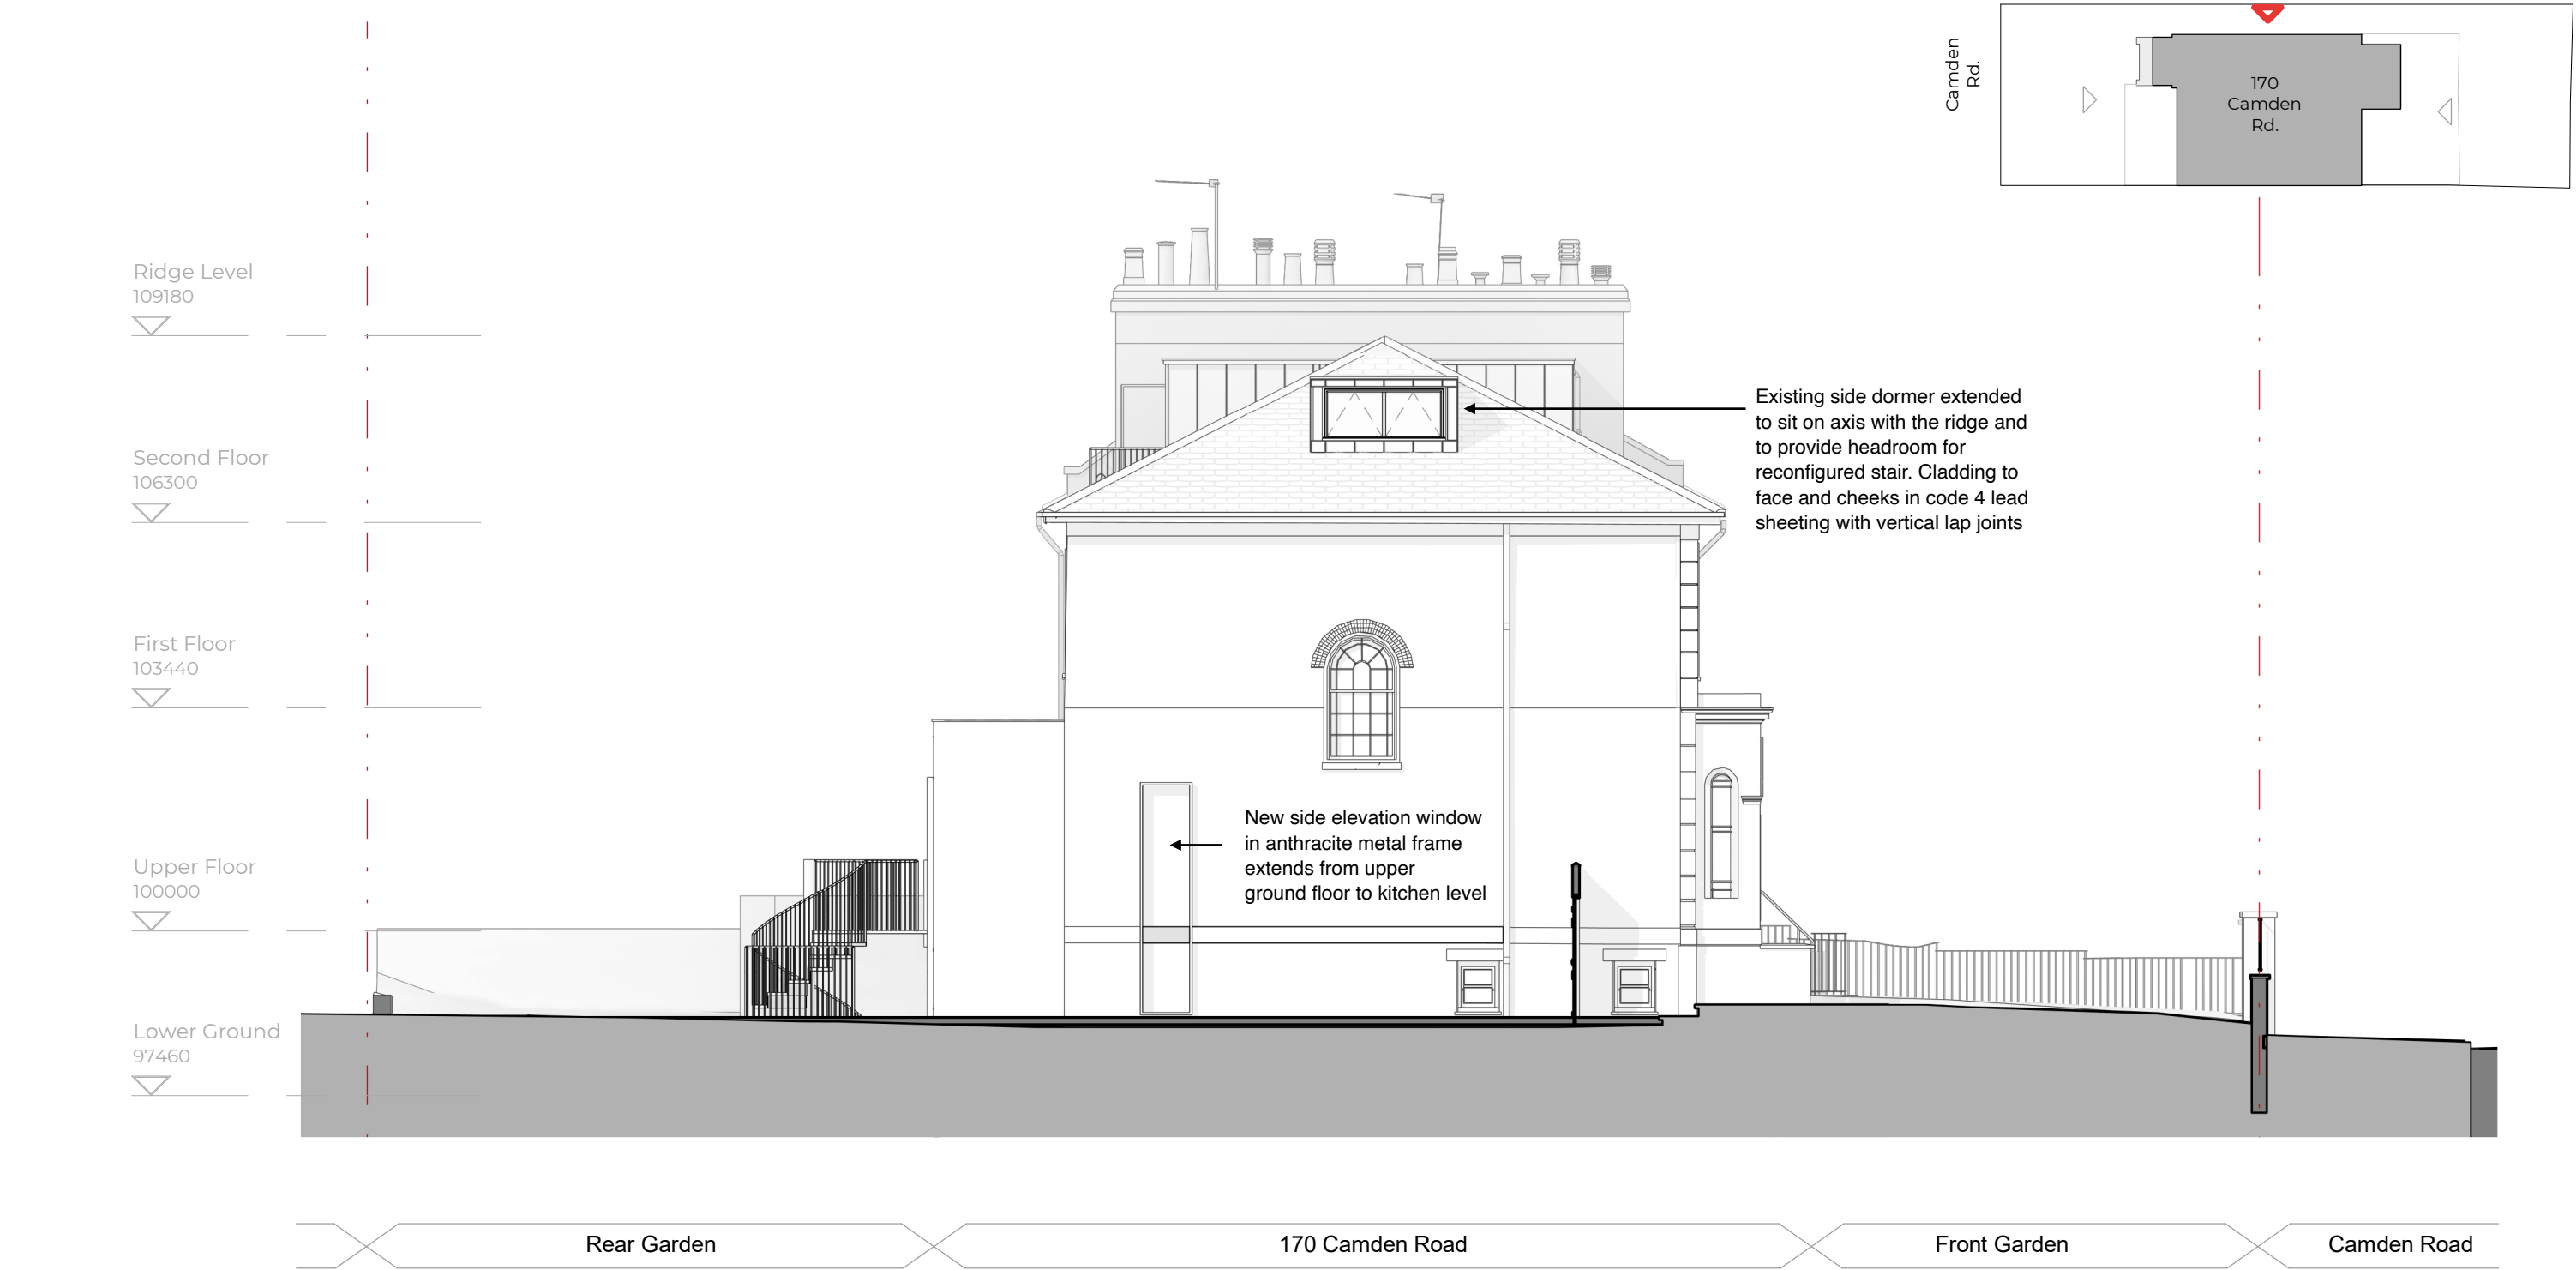 Camden
Rd.
170
Camden
Rd.
Ridge Level
109180
Existing side dormer extended
to sit on axis with the ridge and
to provide headroom for
reconfigured stair. Cladding to
face and cheeks in code 4 lead
sheeting with vertical lap joints
Second Floor
106300
First Floor
103440
New side elevation window
in anthracite metal frame
extends from upper
ground floor to kitchen level
Upper Floor
100000
Lower Ground
97460
Rear Garden
170 Camden Road
Front Garden
Camden Road